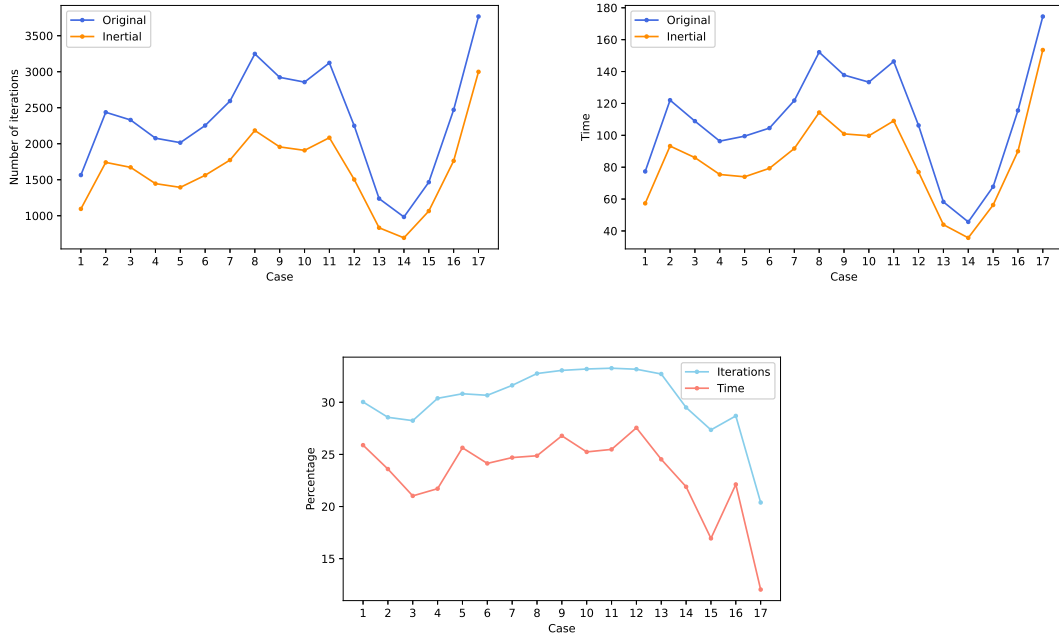 Original
Inertial
Number of iterations
3500
3000
2500
2000
1500
1000
1 2 3 4 5 6 7 8 9 10 11 12 13 14 15 16 17
Case
Original
Inertial
Time
180
160
140
120
100
80
60
40
1 2 3 4 5 6 7 8 9 10 11 12 13 14 15 16 17
Case
Iterations
Time
Percentage
30
25
20
15
1 2 3 4 5 6 7 8 9 10 11 12 13 14 15 16 17
Case